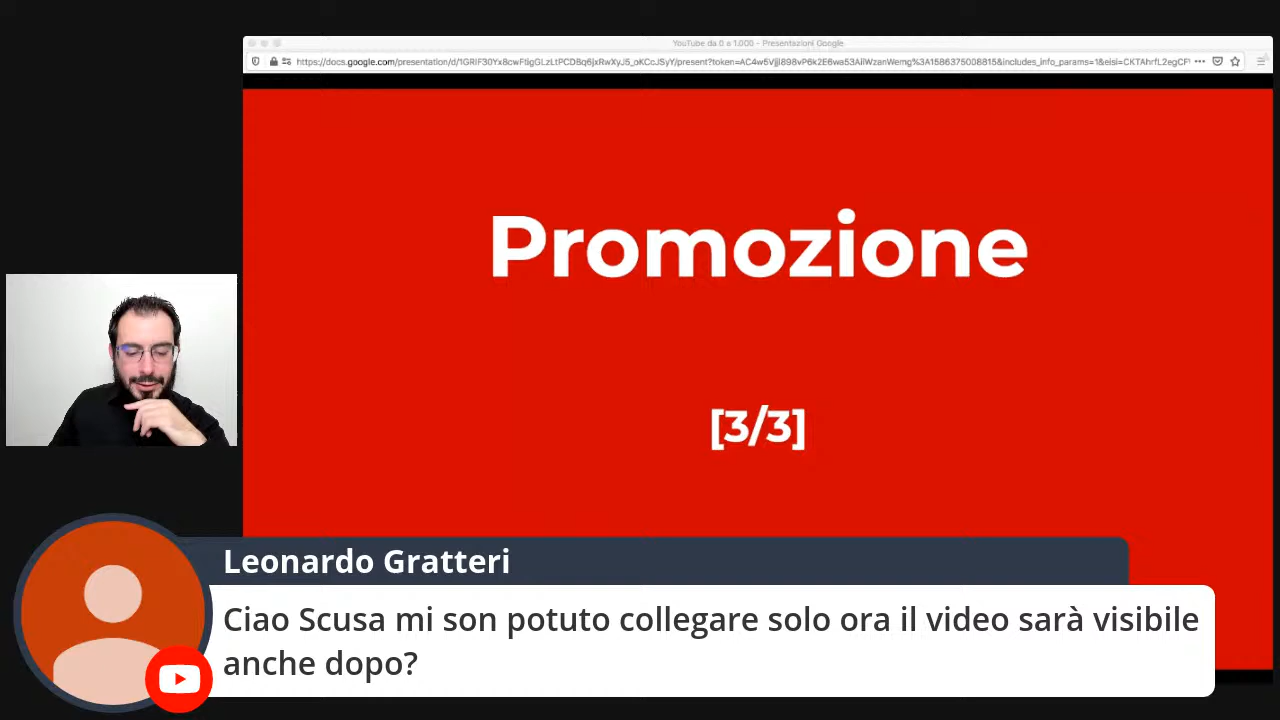 YouTube da 0 a 1.000 - Presentazioni Google
Promozione
[3/3]
Leonardo Gratteri
Ciao Scusa mi son potuto collegare solo ora il video sarà visibile
anche dopo?